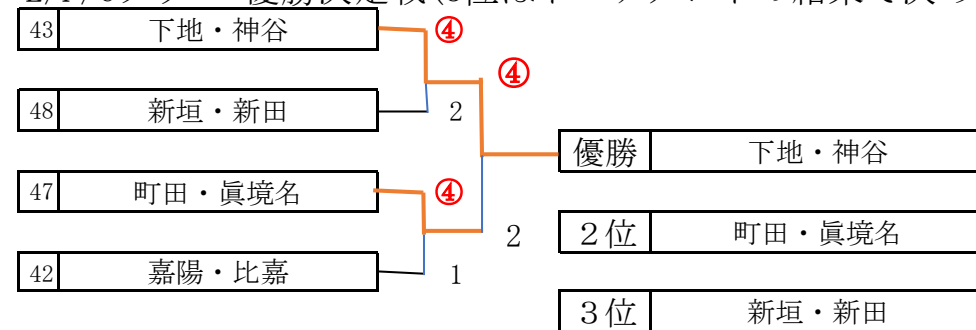 43 下地・神谷 ④
④
48 新垣・新田 2
優勝 下地・神谷
47 町田・眞境名 ④
2 2位 町田・眞境名
42 嘉陽・比嘉 1
3位 新垣・新田